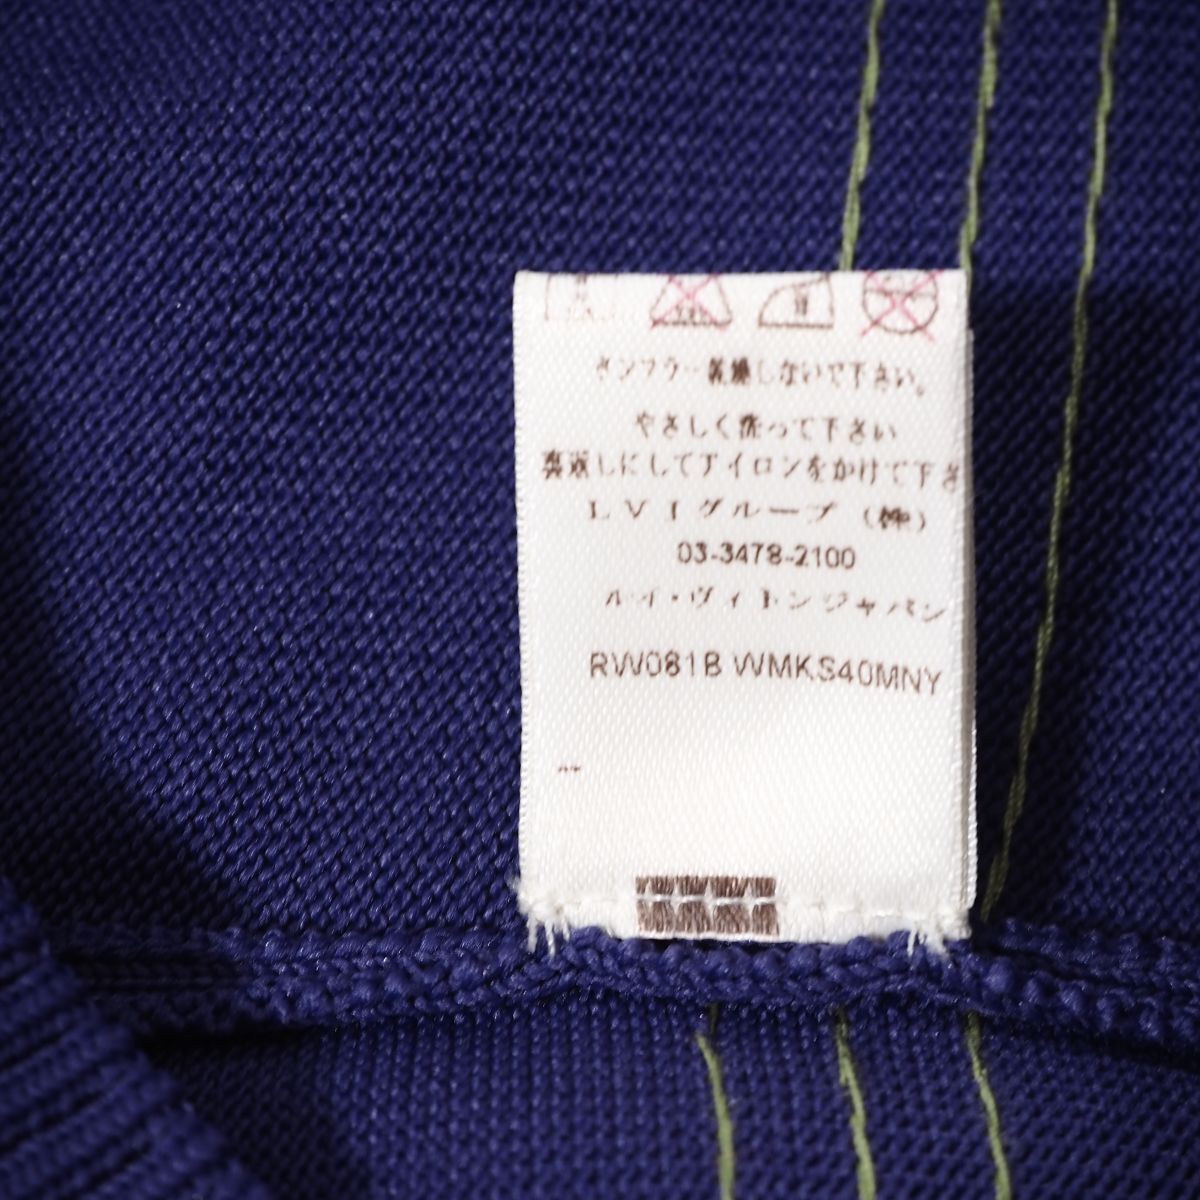 タンブラー乾燥しないで下さい。
やさしく洗って下さい
裏返しにしてアイロンをかけて下さ
LVJグループ（株）
03-3478-2100
ルイ・ヴィトンジャパン
RW081B WMKS40MNY